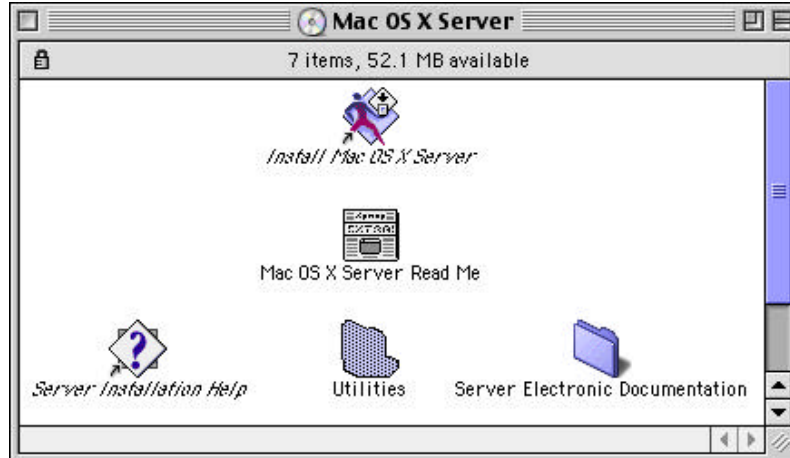 Mac OS X Server
7 items, 52.1 MB available
Install Mac OS X Server
EXTRA!
Mac OS X Server Read Me
Server Installation Help
Utilities
Server Electronic Documentation